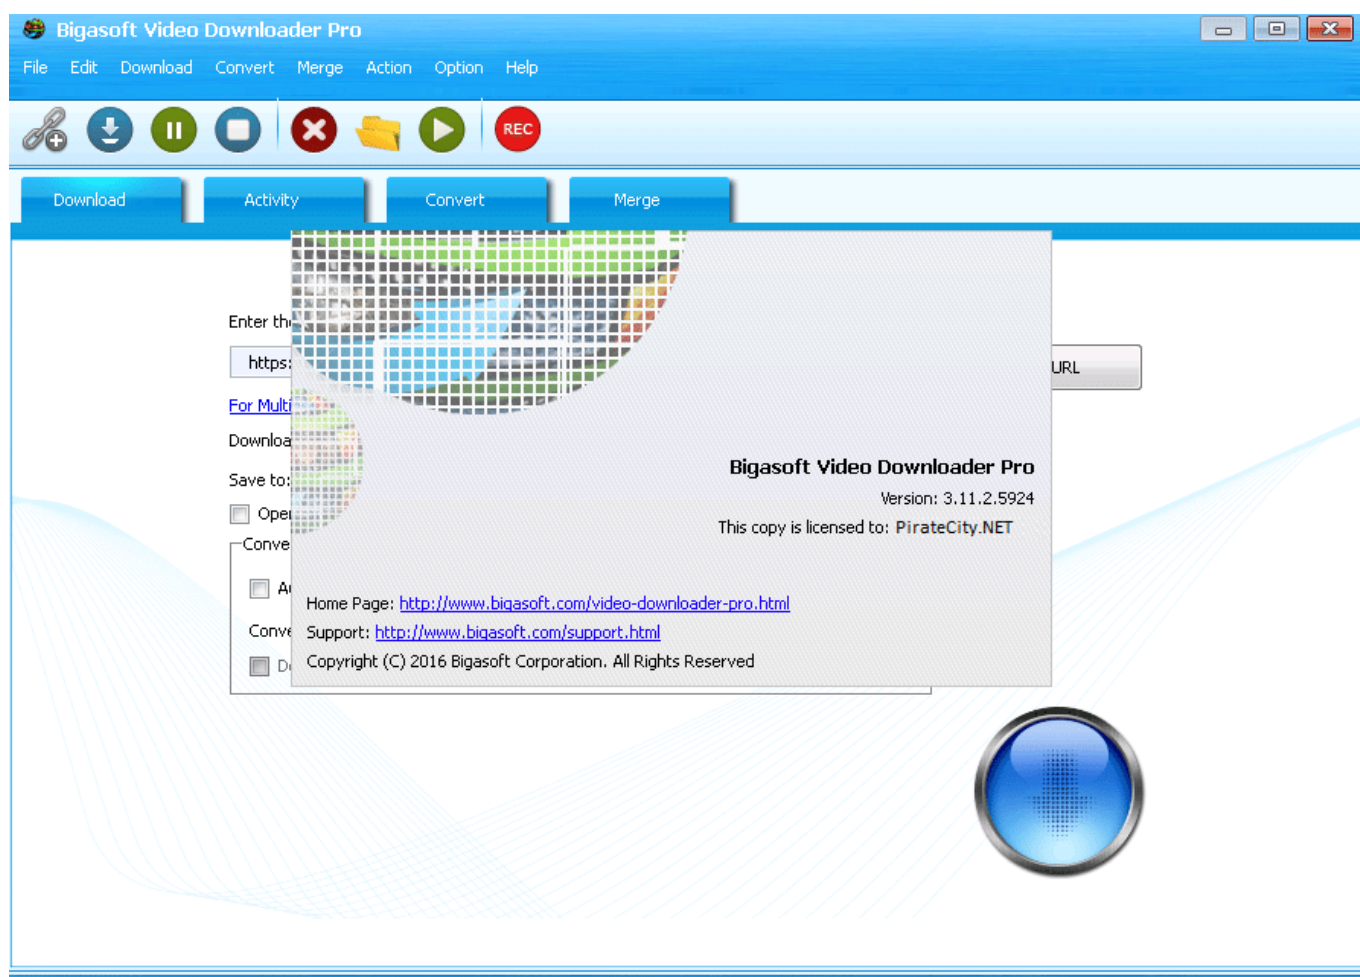 Bigasoft Video Downloader Pro
File Edit Download Convert Merge Action Option Help
REC
Download Activity Convert Merge
Enter the
https: URL
For Multi
Downloa
Save to:
Open
Conve
Bigasoft Video Downloader Pro
Version: 3.11.2.5924
This copy is licensed to: PirateCity.NET
Home Page: http://www.bigasoft.com/video-downloader-pro.html
Conve
Support: http://www.bigasoft.com/support.html
Copyright (C) 2016 Bigasoft Corporation. All Rights Reserved